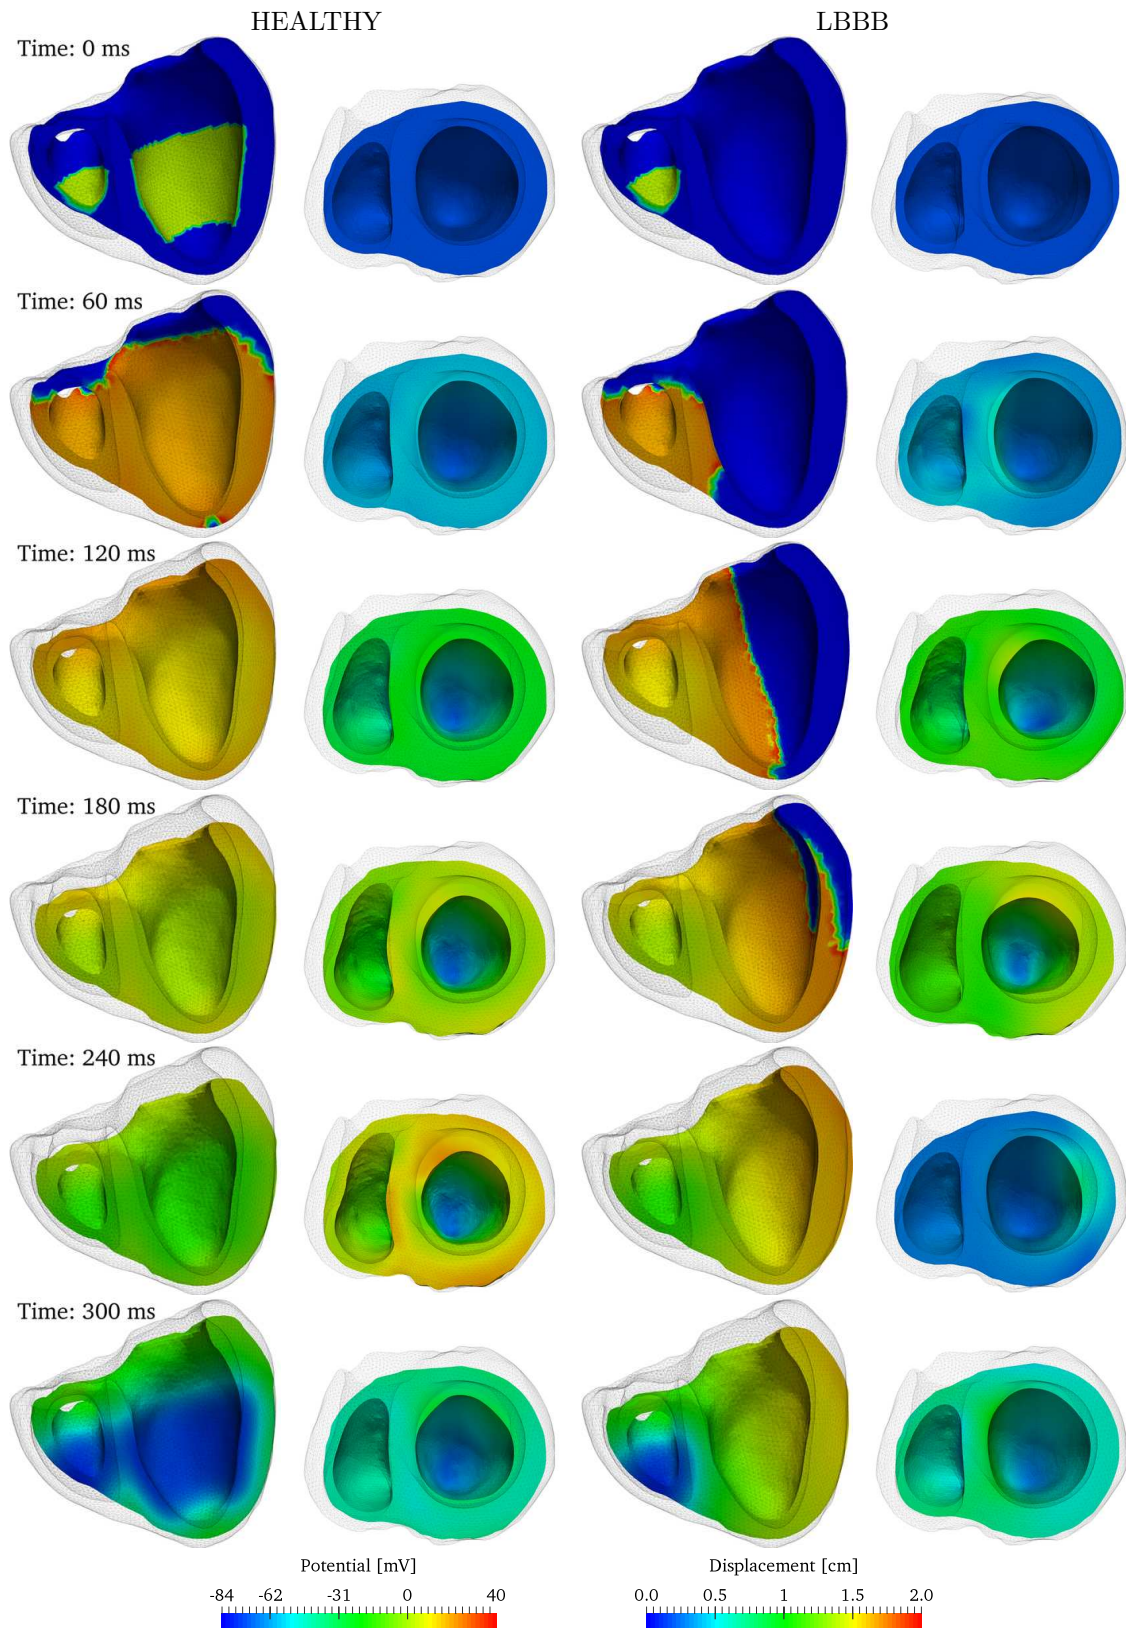 HEALTHY LBBB
Time: 0 ms
Time: 60 ms
Time: 120 ms
Time: 180 ms
Time: 240 ms
Time: 300 ms
Potential [mV] Displacement [cm]
-84 -62 -31 0 40 0.0 0.5 1 1.5 2.0